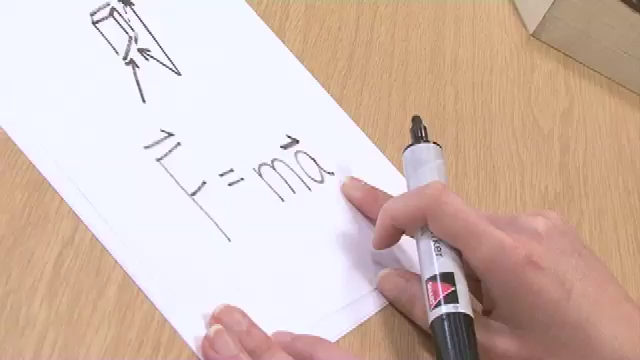 F⃗ = ma⃗